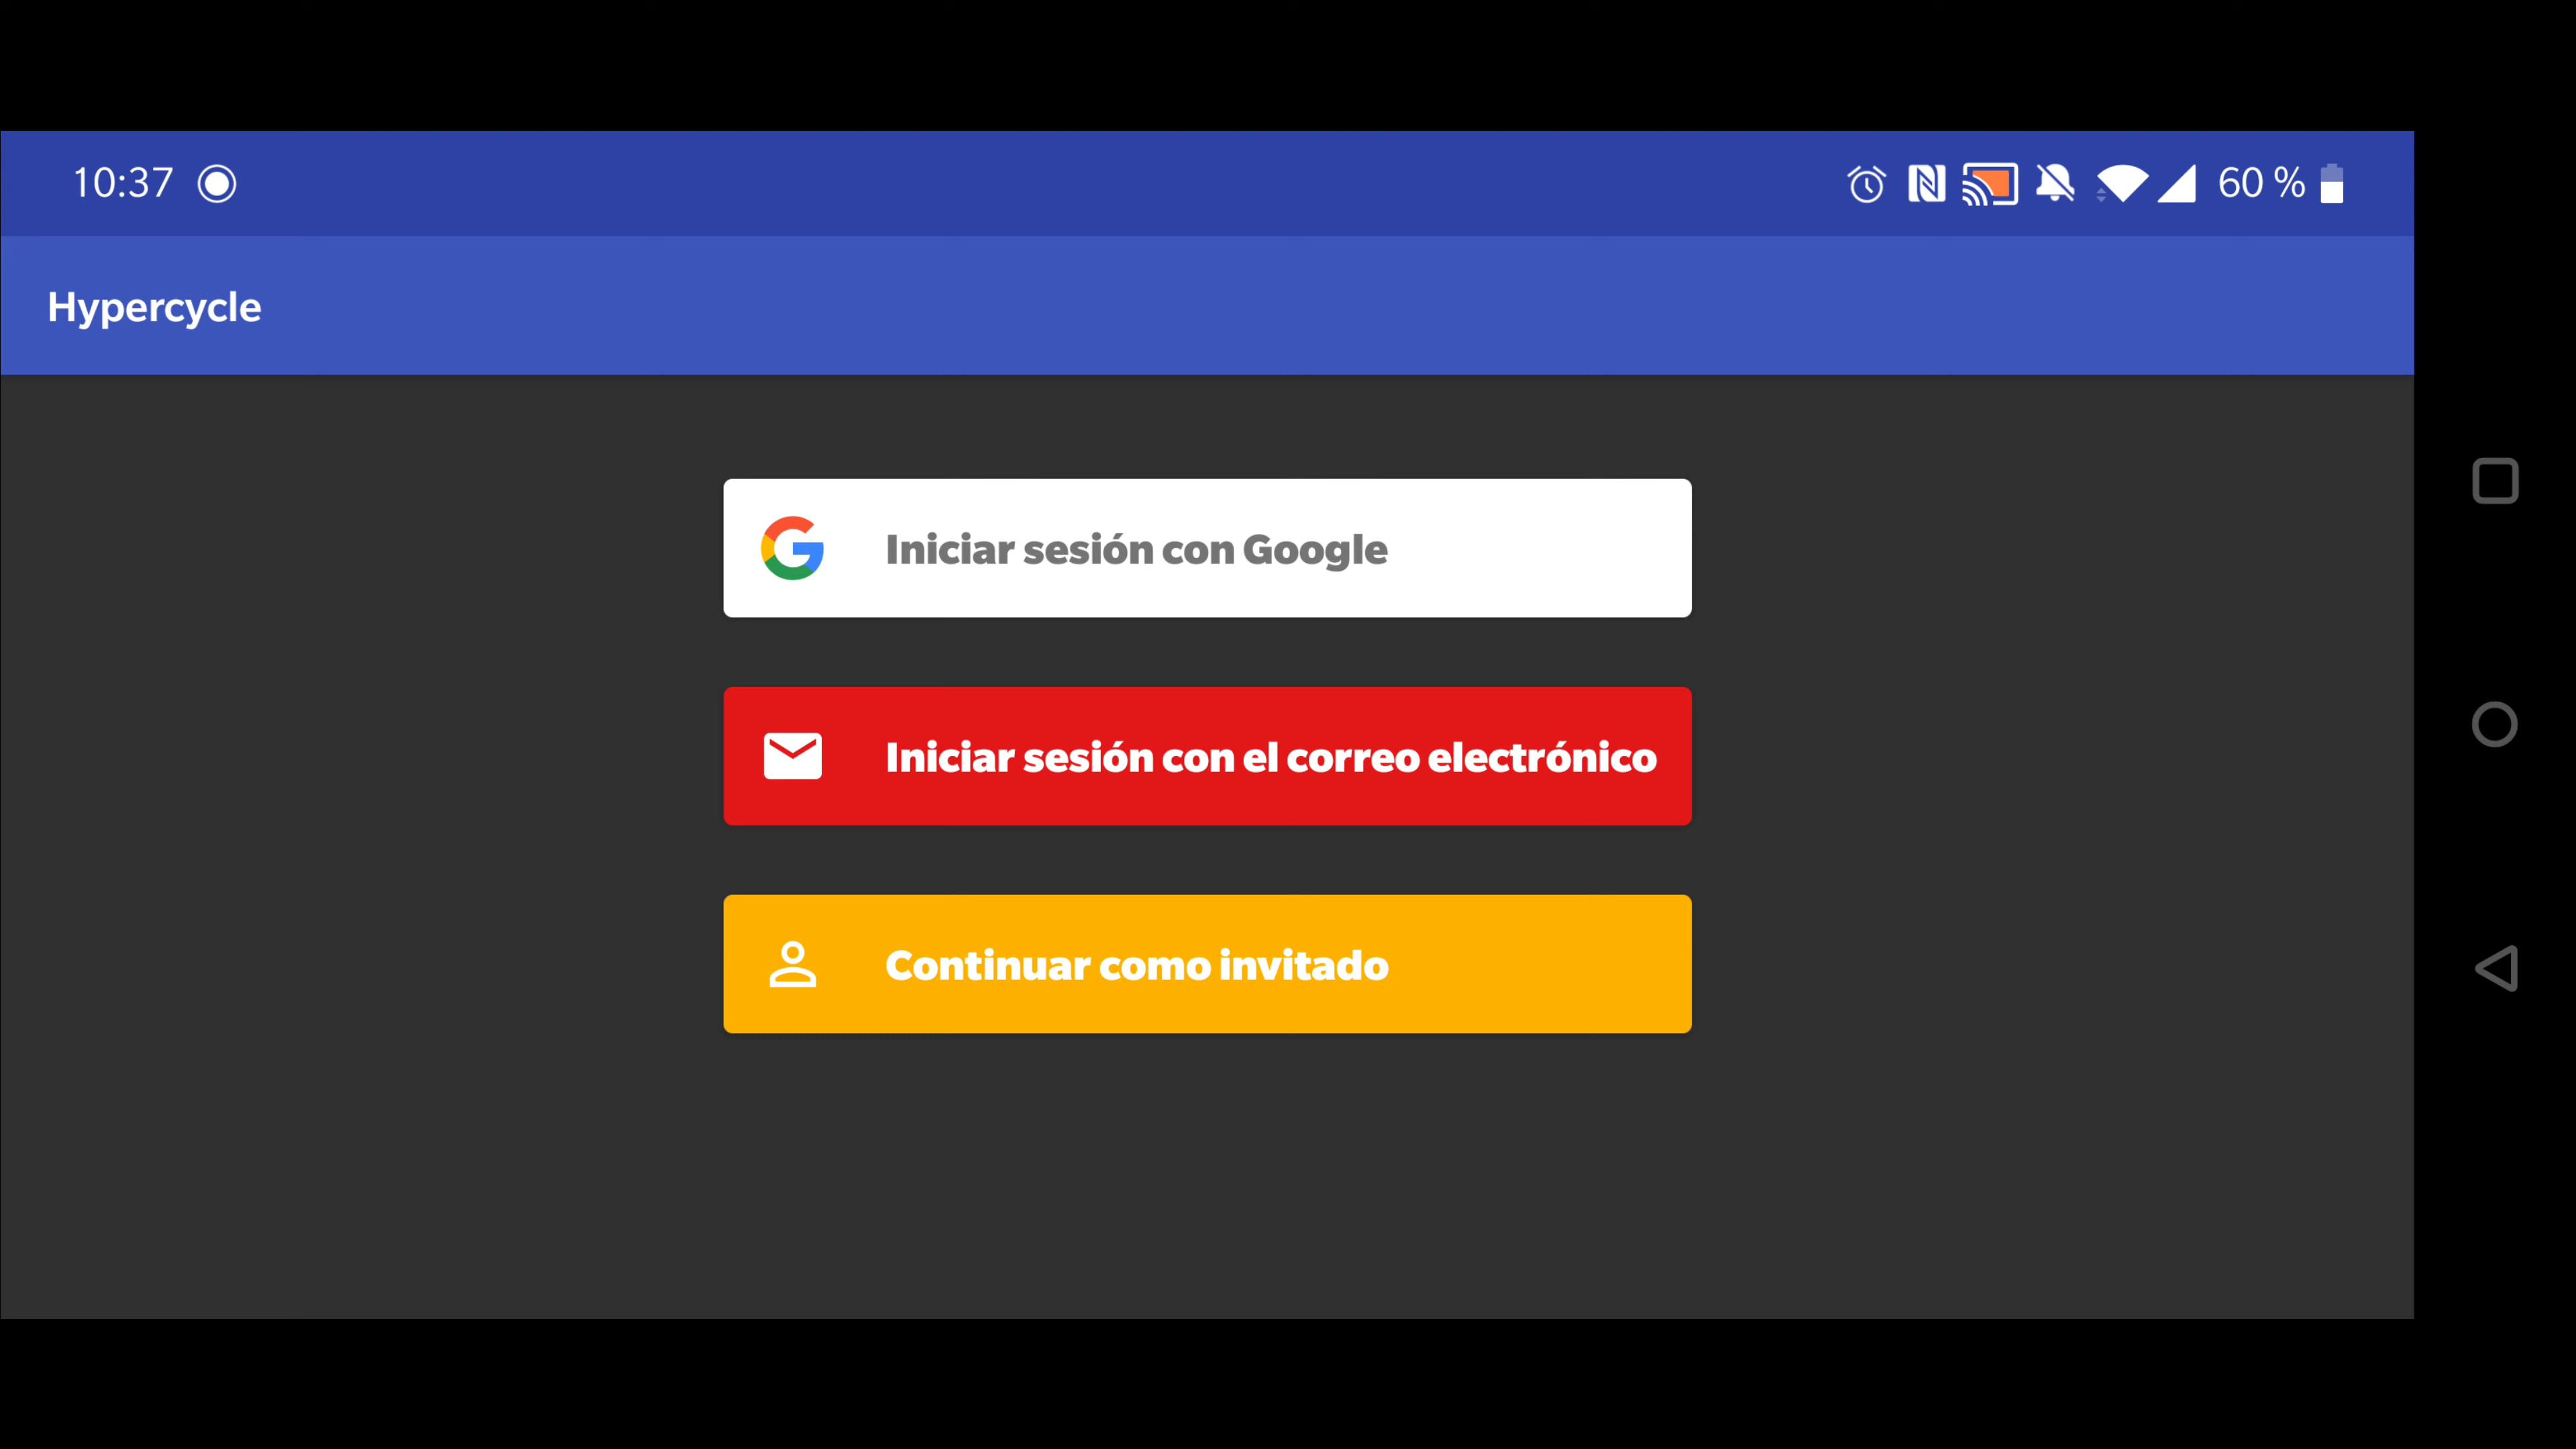 10:37
60 %
Hypercycle
Iniciar sesión con Google
Iniciar sesión con el correo electrónico
Continuar como invitado